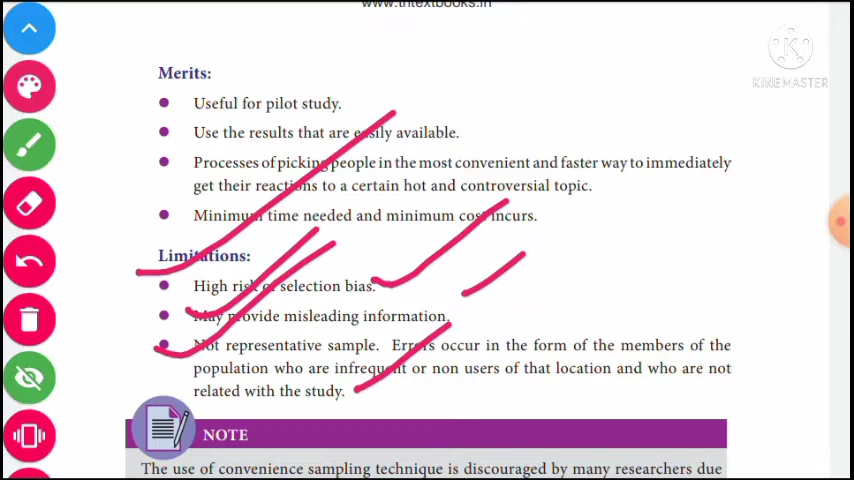 www.tntextbooks.in
KINEMASTER
Merits:
Useful for pilot study.
Use the results that are easily available.
Processes of picking people in the most convenient and faster way to immediately
get their reactions to a certain hot and controversial topic.
Minimum time needed and minimum cost incurs.
Limitations:
High risk of selection bias.
May provide misleading information.
Not representative sample. Errors occur in the form of the members of the
population who are infrequent or non users of that location and who are not
related with the study.
NOTE
The use of convenience sampling technique is discouraged by many researchers due